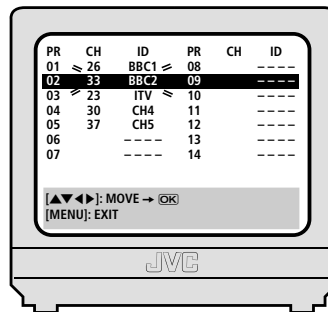 PR CH ID PR CH ID
01 26 BBC1 08 – – – –
02 33 BBC2 09 – – – –
03 23 ITV 10 – – – –
04 30 CH4 11 – – – –
05 37 CH5 12 – – – –
06 – – – – 13 – – – –
07 – – – – 14 – – – –
[▲▼◀▶]: MOVE → OK
[MENU]: EXIT
JVC